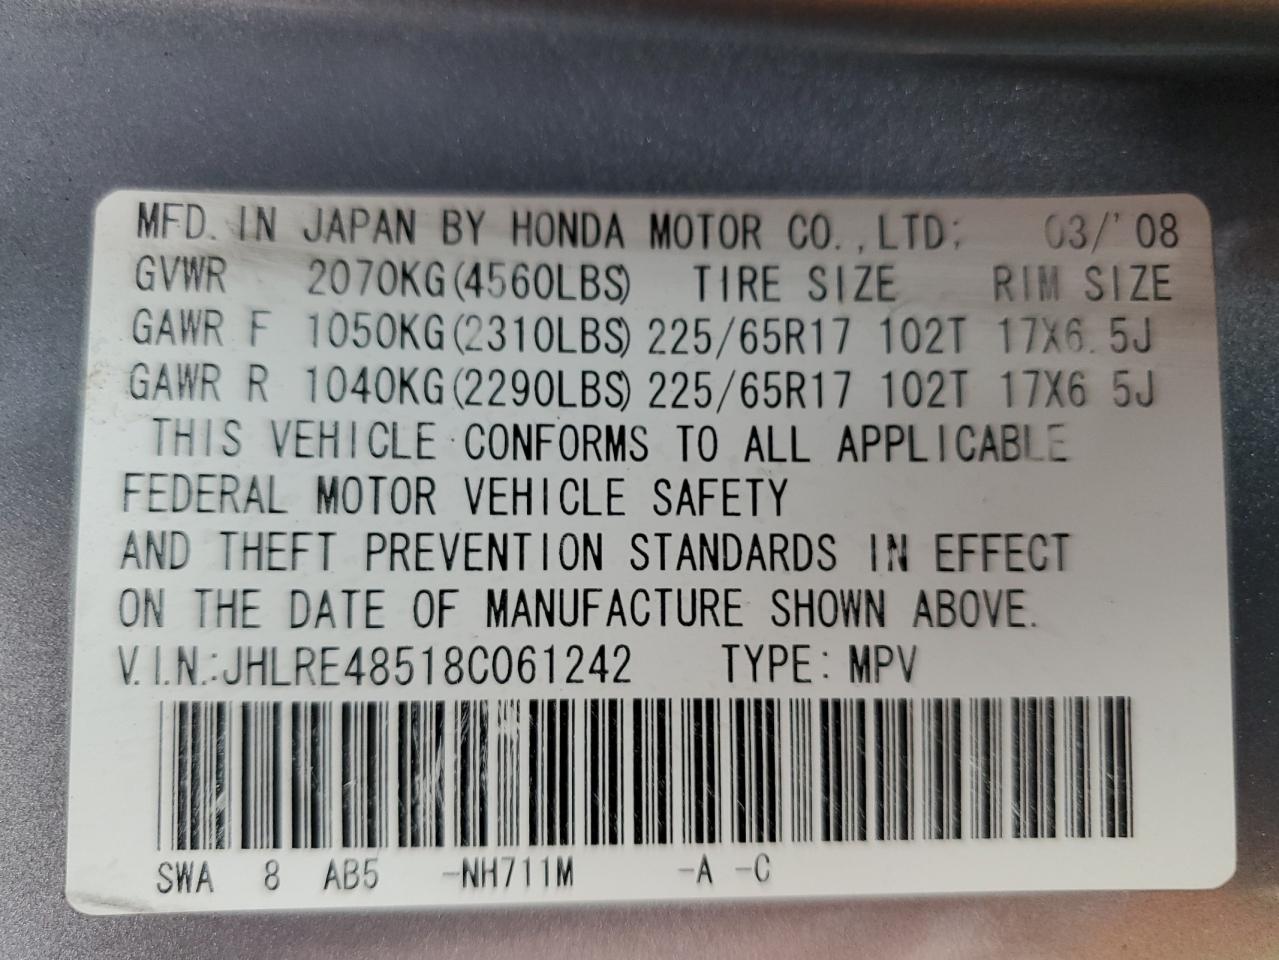 MFD. IN JAPAN BY HONDA MOTOR CO., LTD: 03/'08
GVWR 2070KG(4560LBS) TIRE SIZE RIM SIZE
GAWR F 1050KG(2310LBS) 225/65R17 102T 17X6.5J
GAWR R 1040KG(2290LBS) 225/65R17 102T 17X6 5J
THIS VEHICLE CONFORMS TO ALL APPLICABLE
FEDERAL MOTOR VEHICLE SAFETY
AND THEFT PREVENTION STANDARDS IN EFFECT
ON THE DATE OF MANUFACTURE SHOWN ABOVE.
V.I.N.:JHLRE48518C061242 TYPE: MPV
SWA 8 AB5 -NH711M -A -C